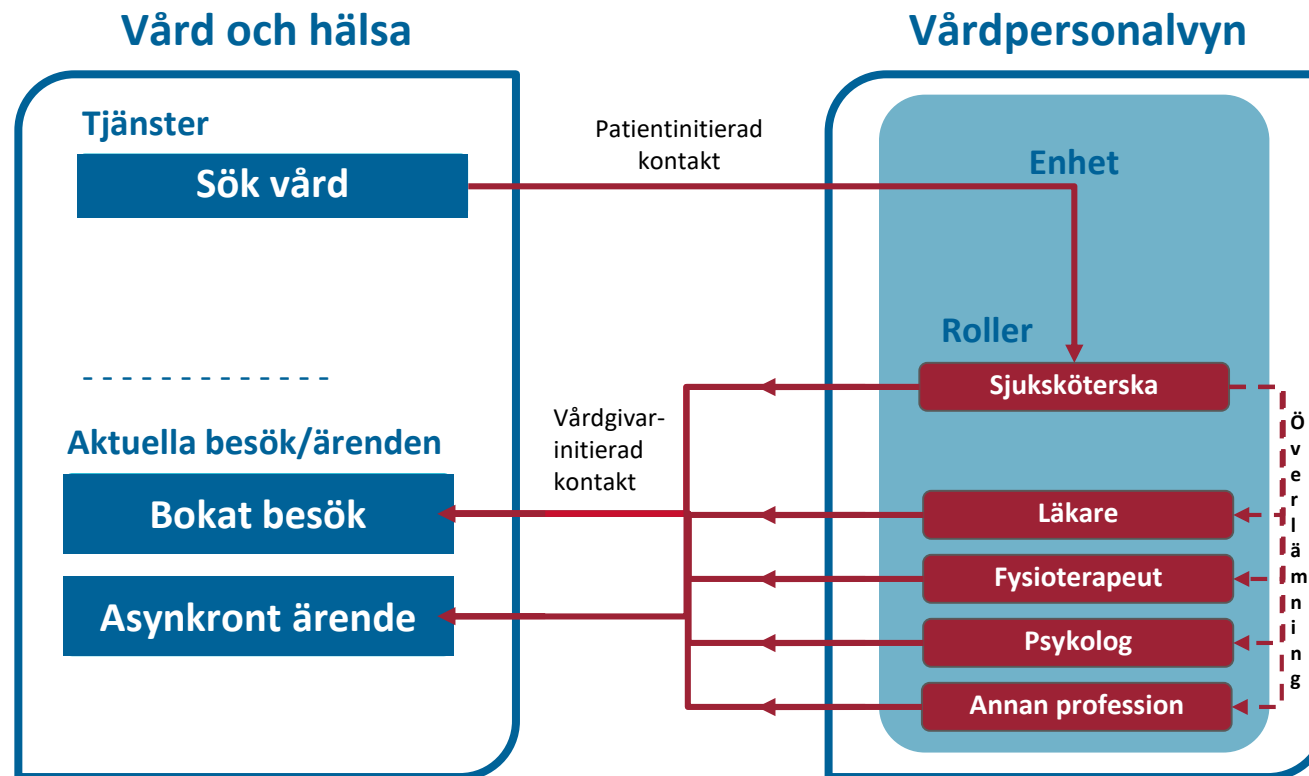 Vård och hälsa
Vårdpersonalvyn
Tjänster
Sök vård
Patientinitierad
kontakt
Enhet
Roller
Sjuksköterska
Aktuella besök/ärenden
Vårdgivar-
initierad
kontakt
Bokat besök
Läkare
Fysioterapeut
Asynkront ärende
Psykolog
Annan profession
Överlämning